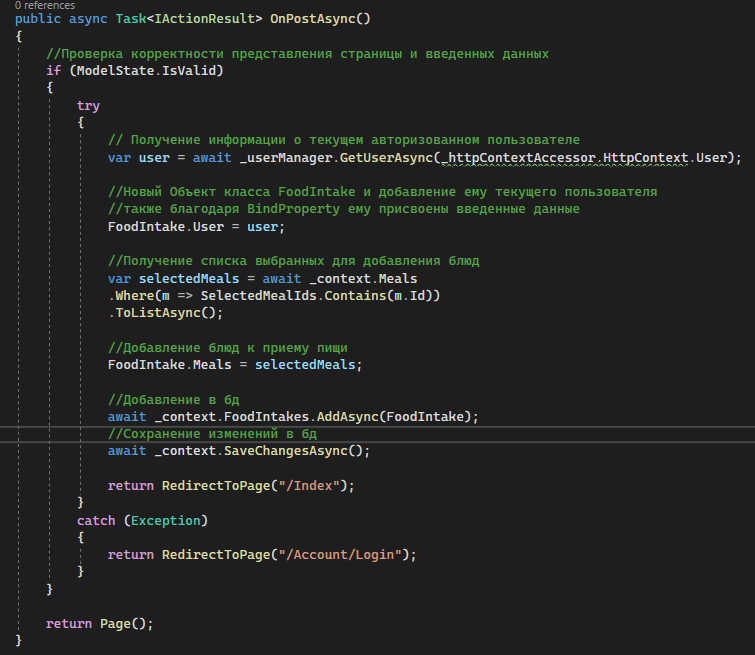 0 references
public async Task<IActionResult> OnPostAsync()
{
//Проверка корректности представления страницы и введенных данных
if (ModelState.IsValid)
{
try
{
// Получение информации о текущем авторизованном пользователе
var user = await _userManager.GetUserAsync(_httpContextAccessor.HttpContext.User);
//Новый Объект класса FoodIntake и добавление ему текущего пользователя
//также благодаря BindProperty ему присвоены введенные данные
FoodIntake.User = user;
//Получение списка выбранных для добавления блюд
var selectedMeals = await _context.Meals
.Where(m => SelectedMealIds.Contains(m.Id))
.ToListAsync();
//Добавление блюд к приему пищи
FoodIntake.Meals = selectedMeals;
//Добавление в бд
await _context.FoodIntakes.AddAsync(FoodIntake);
//Сохранение изменений в бд
await _context.SaveChangesAsync();
return RedirectToPage("/Index");
}
catch (Exception)
{
return RedirectToPage("/Account/Login");
}
}
return Page();
}